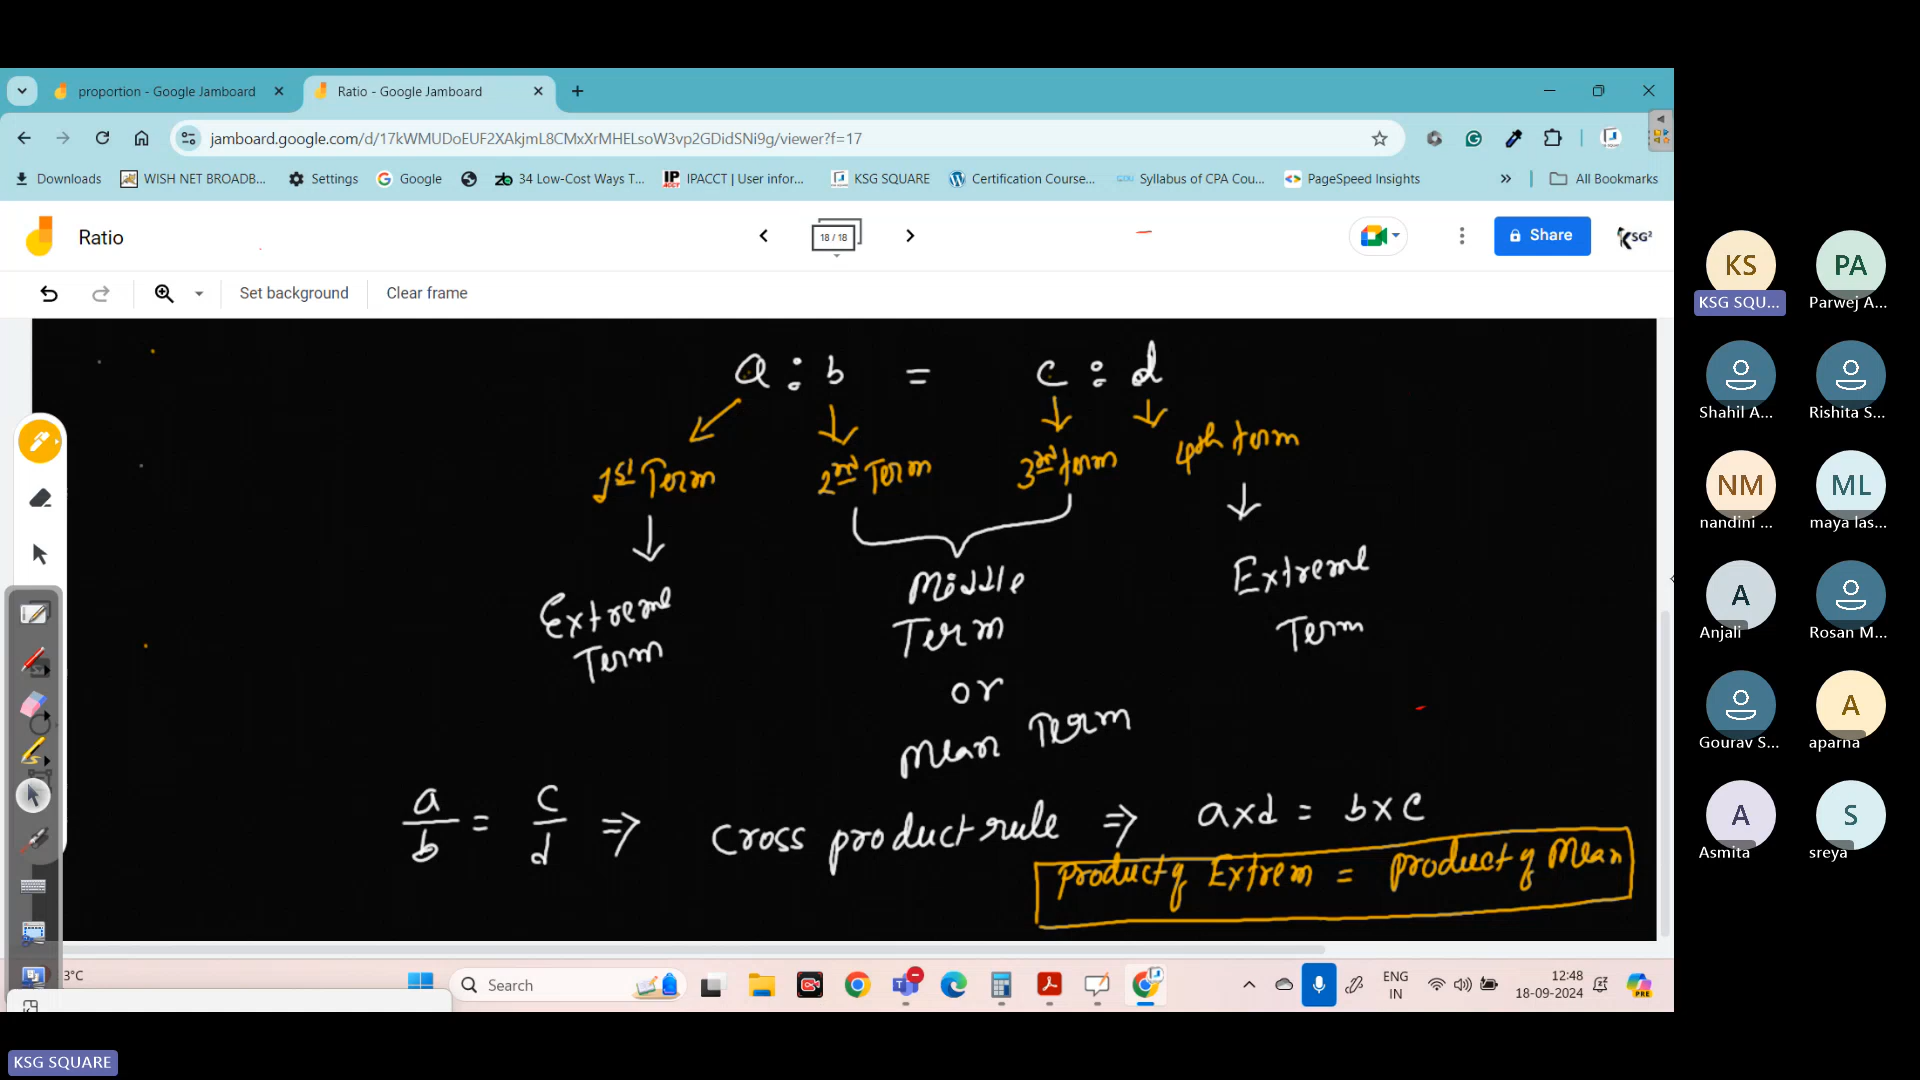 proportion - Google Jamboard
Ratio - Google Jamboard
jamboard.google.com/d/17kWMUDoEUF2XAkjmL8CMxXrMHELsoW3vp2GDidSNi9g/viewer?f=17
Downloads WISH NET BROADB... Settings Google 34 Low-Cost Ways T... IPACCT | User infor... KSG SQUARE Certification Course... Syllabus of CPA Cou... PageSpeed Insights » All Bookmarks
Ratio
18 / 18
Share
KSG²
Set background
Clear frame
a : b = c : d
1st Term 2nd Term 3rd term 4th term
Extreme Term
Middle Term
or
Mean Term
Extreme Term
a/b = c/d ⇒ cross product rule ⇒ a×d = b×c
product of Extrem = product of Mean
3°C
Search
ENG
IN
12:48
18-09-2024
PRE
KS
KSG SQU...
PA
Parwej A...
Shahil A...
Rishita S...
NM
nandini ...
ML
maya las...
A
Anjali
Rosan M...
Gourav S...
A
aparna
A
Asmita
S
sreya
KSG SQUARE